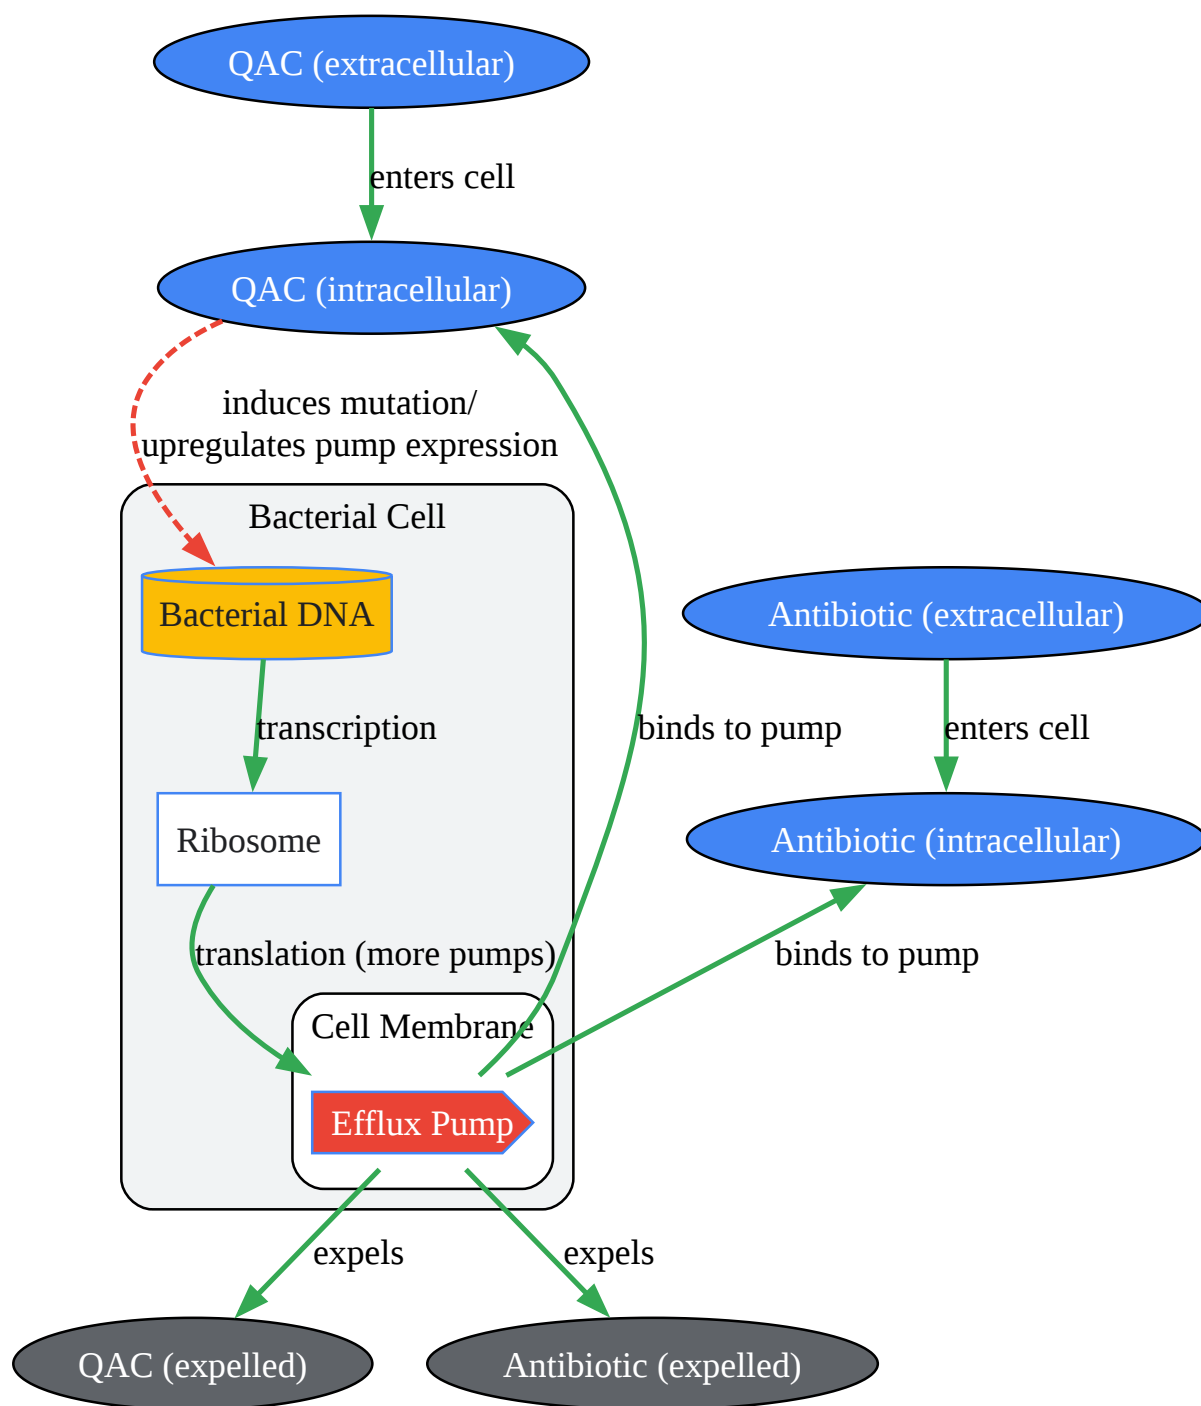 QAC (extracellular)
enters cell
QAC (intracellular)
induces mutation/
upregulates pump expression
Bacterial Cell
Bacterial DNA
Antibiotic (extracellular)
transcription
binds to pump
enters cell
Ribosome
Antibiotic (intracellular)
translation (more pumps)
binds to pump
Cell Membrane
Efflux Pump
expels
expels
QAC (expelled)
Antibiotic (expelled)